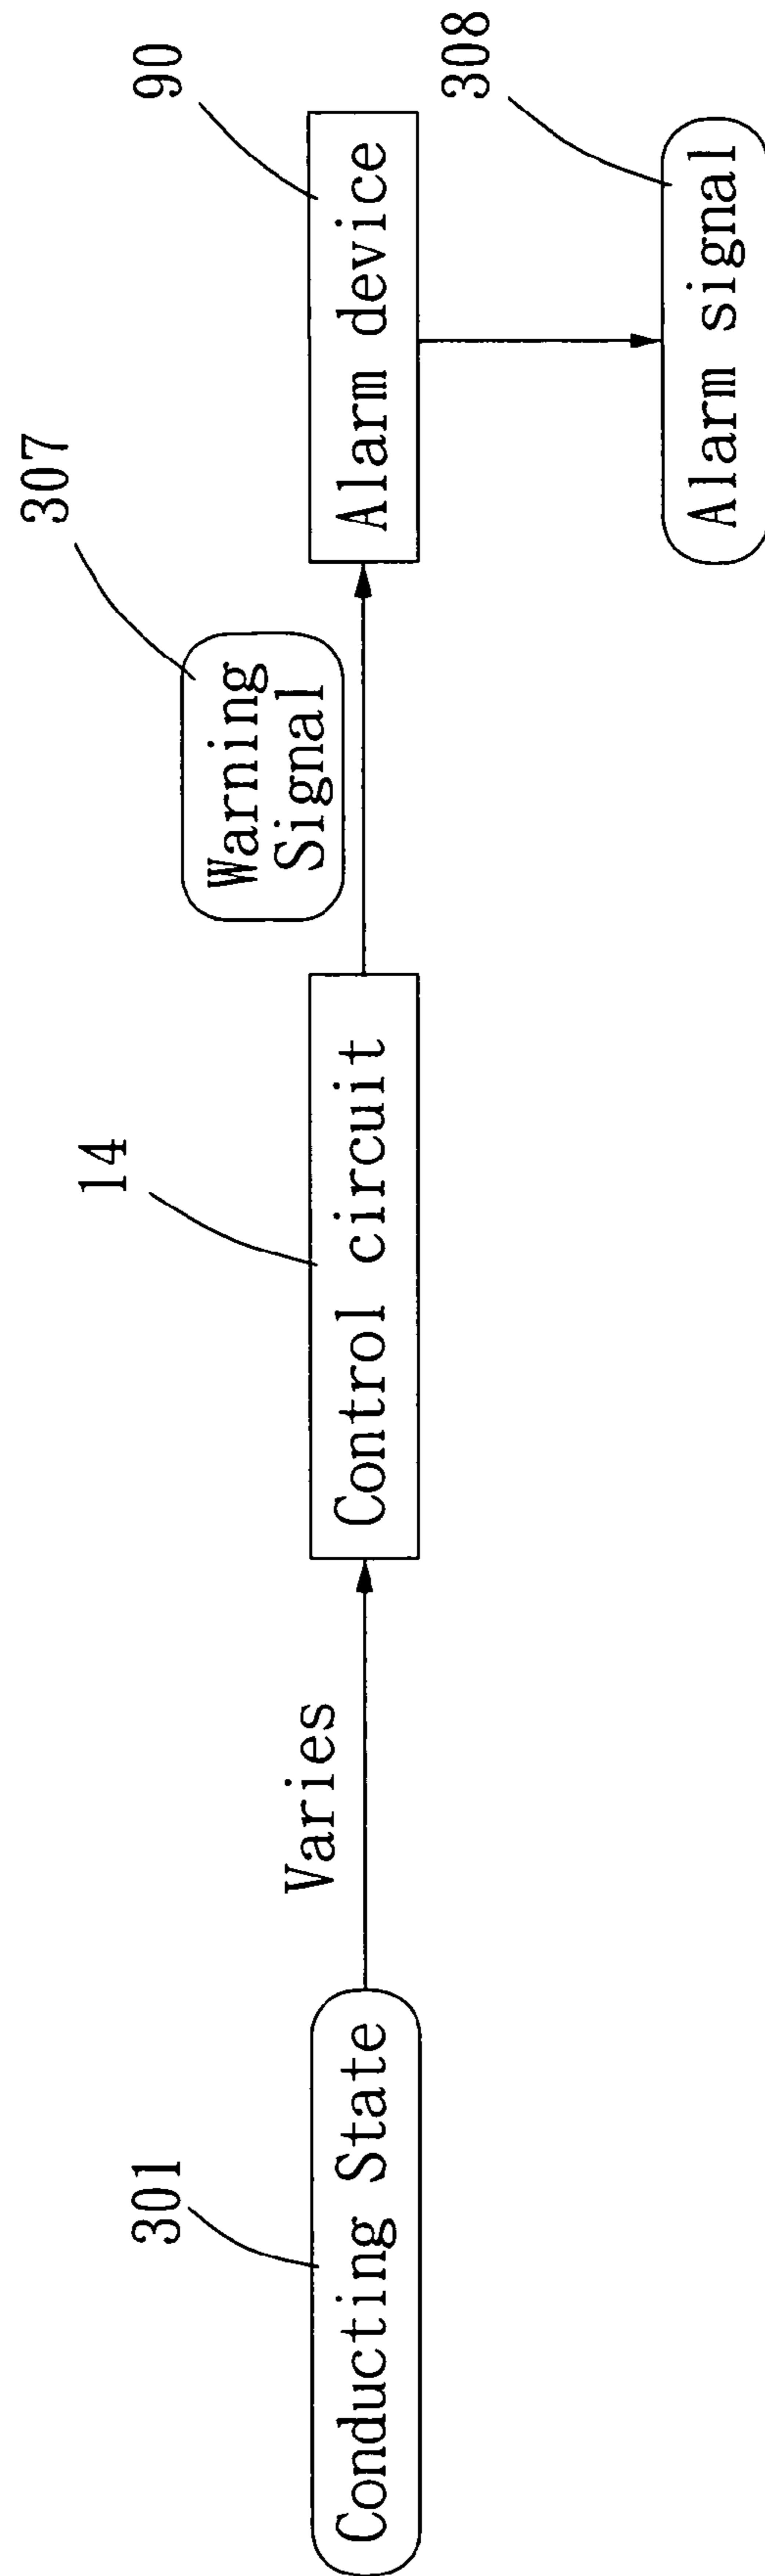 301
Conducting State
Varies
14
Control circuit
307
Warning
Signal
90
Alarm device
308
Alarm signal